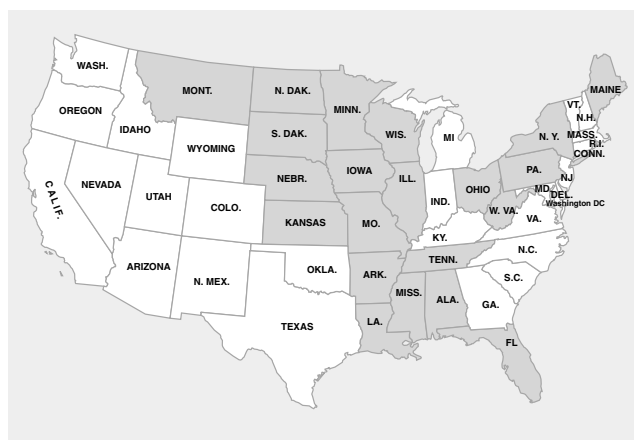 WASH.
OREGON
IDAHO
MONT.
WYOMING
N. DAK.
S. DAK.
NEBR.
KANSAS
MINN.
IOWA
MO.
WIS.
ILL.
MI
IND.
OHIO
KY.
TENN.
W. VA.
VA.
PA.
N. Y.
VT.
N.H.
MAINE
MASS.
R.I.
CONN.
NJ
MD.
DEL.
Washington DC
CALIF.
NEVADA
UTAH
COLO.
ARIZONA
N. MEX.
OKLA.
TEXAS
ARK.
LA.
MISS.
ALA.
GA.
FL
S.C.
N.C.